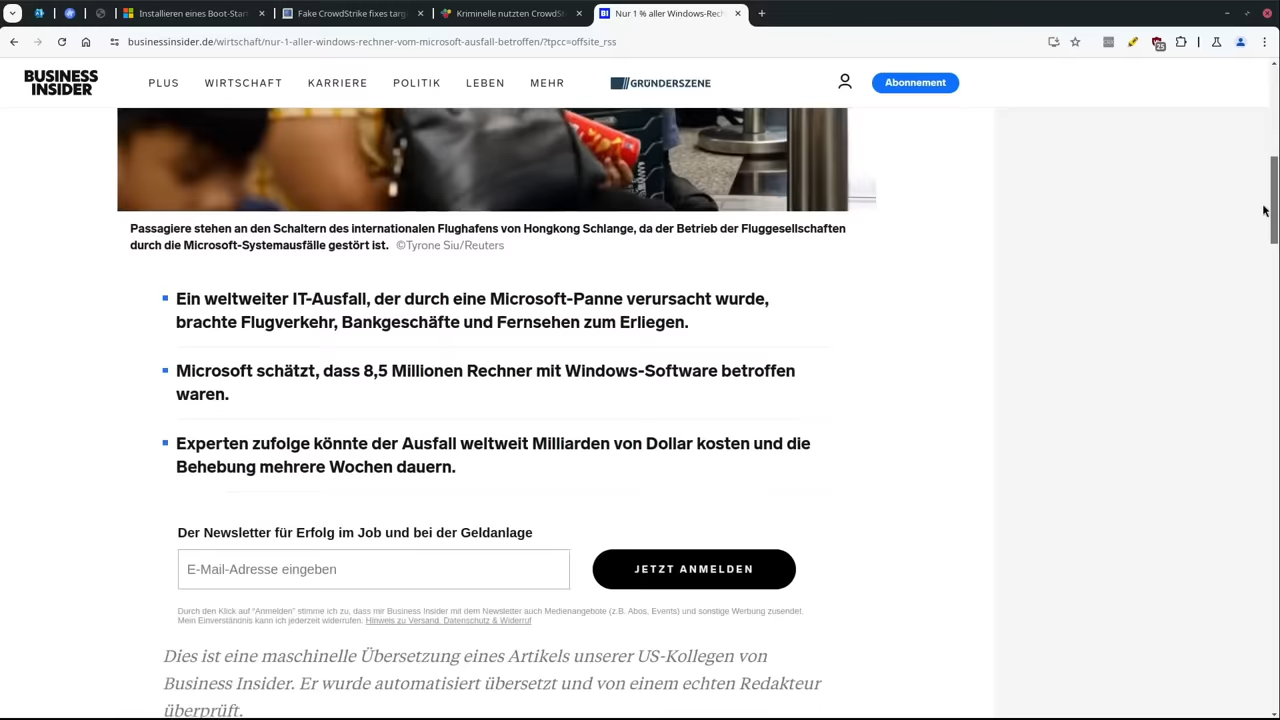 Installieren eines Boot-Start
Fake CrowdStrike fixes targ
Kriminelle nutzten CrowdSt
BI Nur 1 % aller Windows-Rech
businessinsider.de/wirtschaft/nur-1-aller-windows-rechner-vom-microsoft-ausfall-betroffen/?tpcc=offsite_rss
25
BUSINESS
INSIDER
PLUS WIRTSCHAFT KARRIERE POLITIK LEBEN MEHR GRÜNDERSZENE Abonnement
Passagiere stehen an den Schaltern des internationalen Flughafens von Hongkong Schlange, da der Betrieb der Fluggesellschaften
durch die Microsoft-Systemausfälle gestört ist. ©Tyrone Siu/Reuters
Ein weltweiter IT-Ausfall, der durch eine Microsoft-Panne verursacht wurde,
brachte Flugverkehr, Bankgeschäfte und Fernsehen zum Erliegen.
Microsoft schätzt, dass 8,5 Millionen Rechner mit Windows-Software betroffen
waren.
Experten zufolge könnte der Ausfall weltweit Milliarden von Dollar kosten und die
Behebung mehrere Wochen dauern.
Der Newsletter für Erfolg im Job und bei der Geldanlage
E-Mail-Adresse eingeben
JETZT ANMELDEN
Durch den Klick auf "Anmelden" stimme ich zu, dass mir Business Insider mit dem Newsletter auch Medienangebote (z.B. Abos, Events) und sonstige Werbung zusendet.
Mein Einverständnis kann ich jederzeit widerrufen. Hinweis zu Versand, Datenschutz & Widerruf
Dies ist eine maschinelle Übersetzung eines Artikels unserer US-Kollegen von
Business Insider. Er wurde automatisiert übersetzt und von einem echten Redakteur
überprüft.